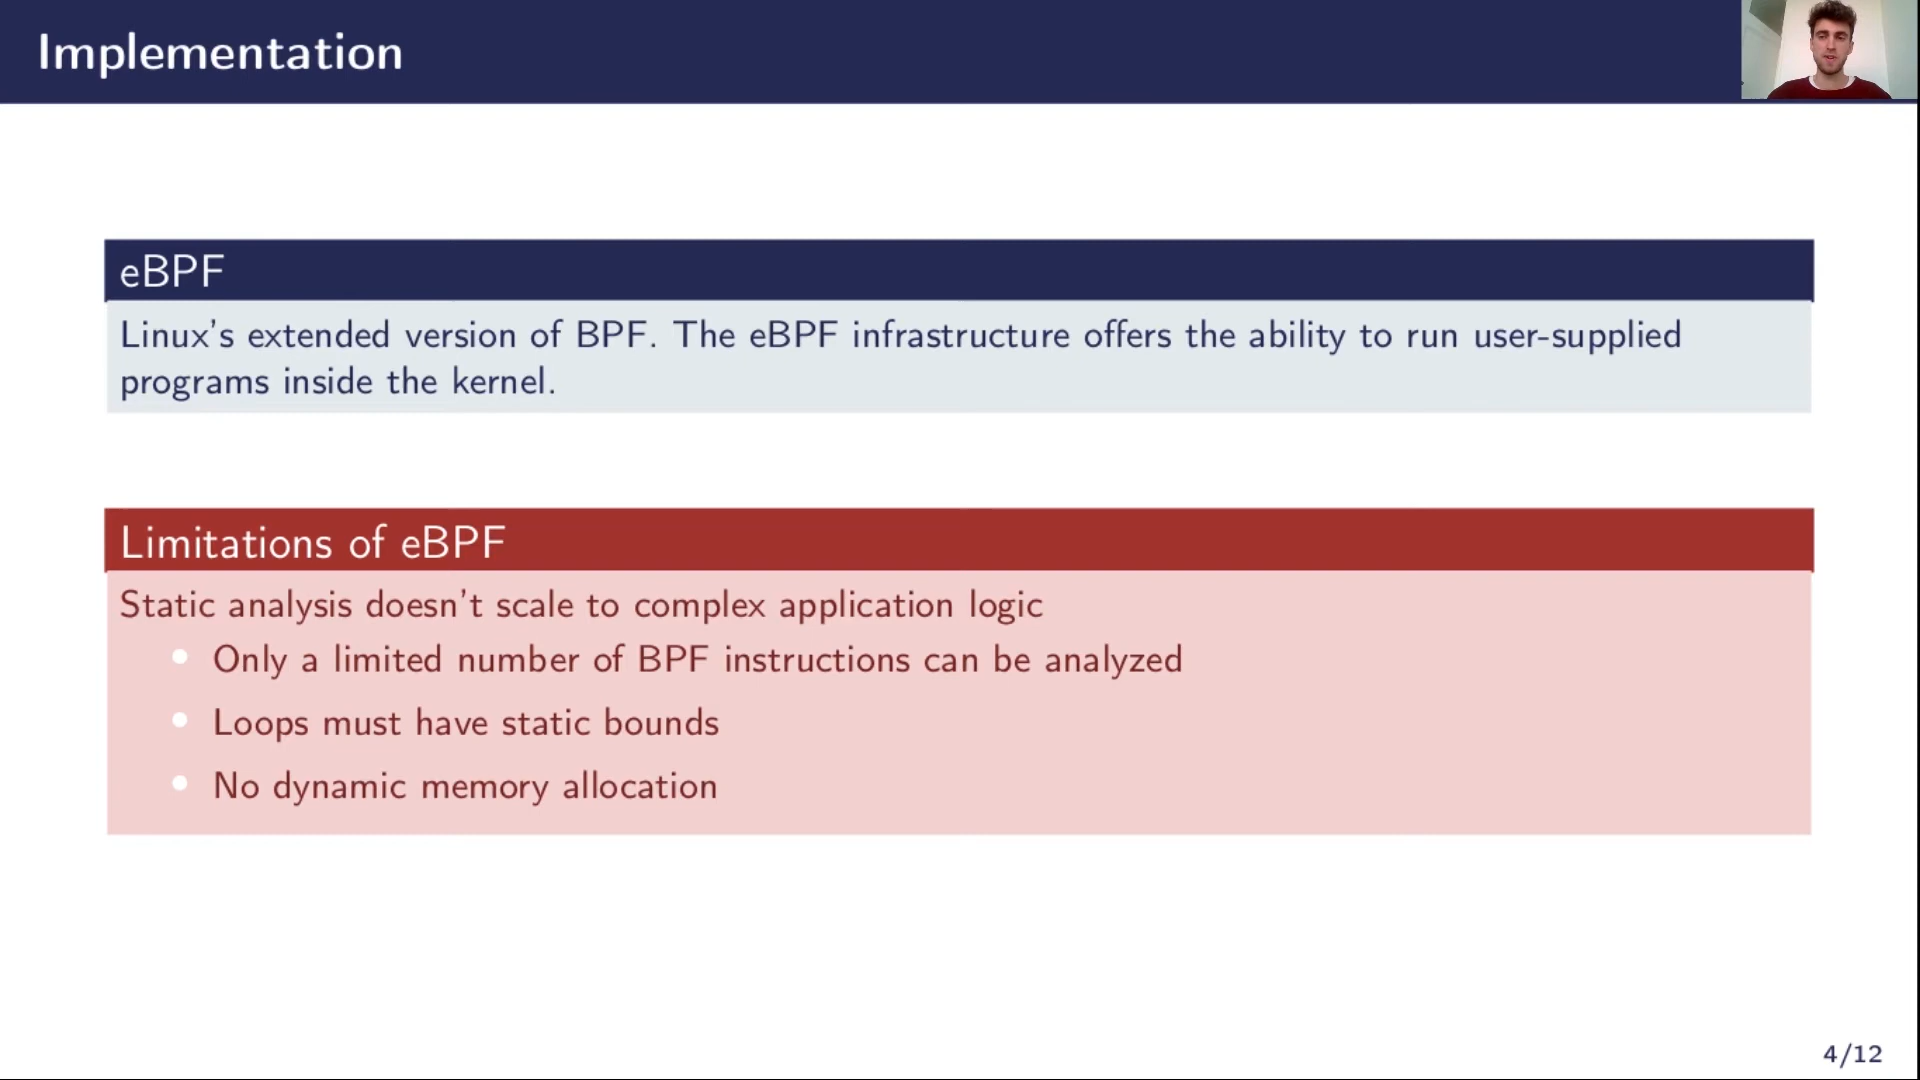 Implementation
eBPF
Linux's extended version of BPF. The eBPF infrastructure offers the ability to run user-supplied
programs inside the kernel.
Limitations of eBPF
Static analysis doesn't scale to complex application logic
• Only a limited number of BPF instructions can be analyzed
• Loops must have static bounds
• No dynamic memory allocation
4/12